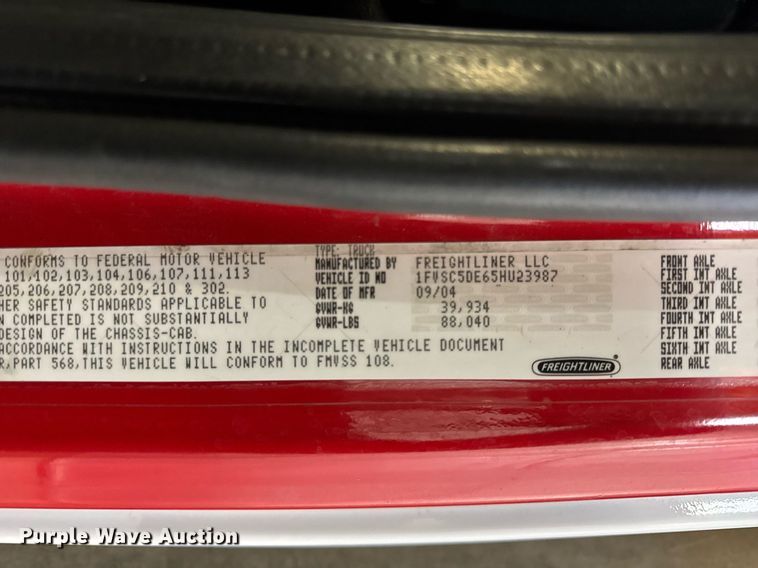 TYPE: TRUCK
CONFORMS TO FEDERAL MOTOR VEHICLE
101,102,103,104,106,107,111,113
205,206,207,208,209,210 & 302.
HER SAFETY STANDARDS APPLICABLE TO
N COMPLETED IS NOT SUBSTANTIALLY
DESIGN OF THE CHASSIS-CAB.
ACCORDANCE WITH INSTRUCTIONS IN THE INCOMPLETE VEHICLE DOCUMENT
R,PART 568,THIS VEHICLE WILL CONFORM TO FMVSS 108.
MANUFACTURED BY FREIGHTLINER LLC
VEHICLE ID NO 1FVSC5DE65HU23987
DATE OF MFR 09/04
GVWR-KG 39,934
GVWR-LBS 88,040
FREIGHTLINER
FRONT AXLE
FIRST INT AXLE
SECOND INT AXLE
THIRD INT AXLE
FOURTH INT AXLE
FIFTH INT AXLE
SIXTH INT AXLE
REAR AXLE
Purple Wave Auction